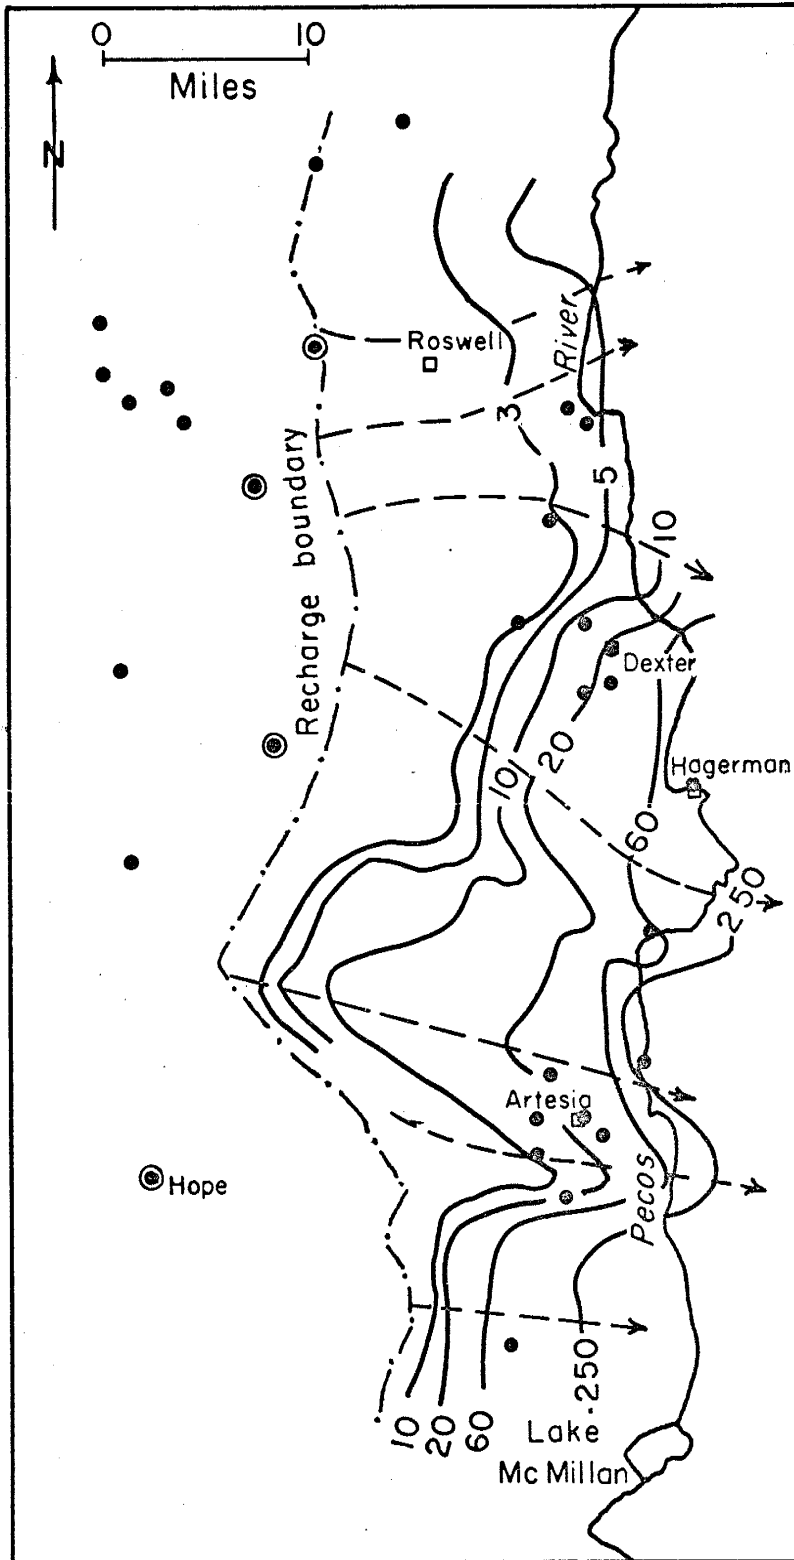 0 10
Miles
N
River
Roswell
3
Recharge boundary
5
10
Dexter
20
10
Hagerman
60
250
Artesia
Hope
Pecos
250
10 20 60
Lake
Mc Millan